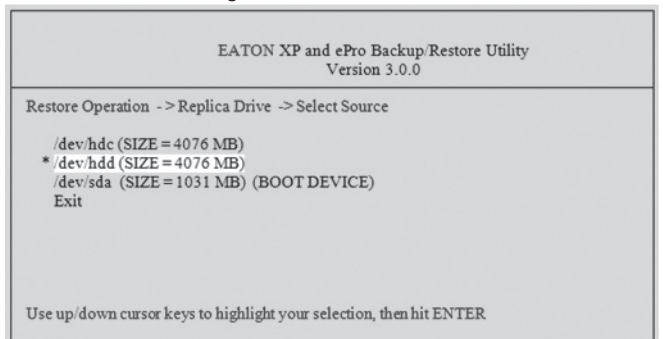 EATON XP and ePro Backup/Restore Utility
Version 3.0.0
Restore Operation -> Replica Drive -> Select Source
/dev/hdc (SIZE = 4076 MB)
* /dev/hdd (SIZE = 4076 MB)
/dev/sda (SIZE = 1031 MB) (BOOT DEVICE)
Exit
Use up/down cursor keys to highlight your selection, then hit ENTER